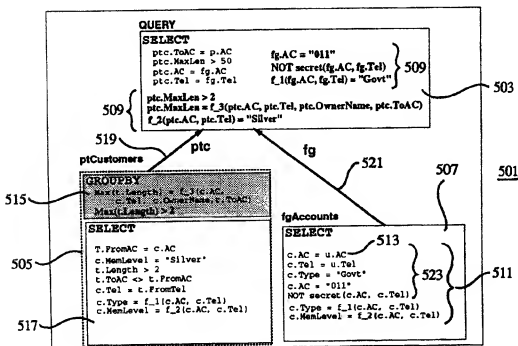 QUERY
SELECT
ptc.ToAC = p.AC
ptc.MaxLen > 50
ptc.AC = fg.AC
ptc.Tel = fg.Tel
fg.AC = "011"
NOT secret(fg.AC, fg.Tel)
f_1(fg.AC, fg.Tel) = "Govt"
509
503
509
ptc.MaxLen > 2
ptc.MaxLen = f_3(ptc.AC, ptc.Tel, ptc.OwnerName, ptc.ToAC)
f_2(ptc.AC, ptc.Tel) = "Silver"
519
ptc
fg
521
501
ptCustomers
507
515
GROUPBY
Max(t.Length) = f_3(c.AC,
c.Tel, c.OwnerName, t.ToAC)
Max(t.Length) > 2
505
SELECT
T.FromAC = c.AC
c.MemLevel = "Silver"
t.Length > 2
t.ToAC <> t.FromAC
c.Tel = t.FromTel
c.Type = f_1(c.AC, c.Tel)
c.MemLevel = f_2(c.AC, c.Tel)
517
fgAccounts
SELECT
c.AC = u.AC
513
c.Tel = u.Tel
c.Type = "Govt"
c.AC = "011"
NOT secret(c.AC, c.Tel)
523
511
c.Type = f_1(c.AC, c.Tel)
c.MemLevel = f_2(c.AC, c.Tel)